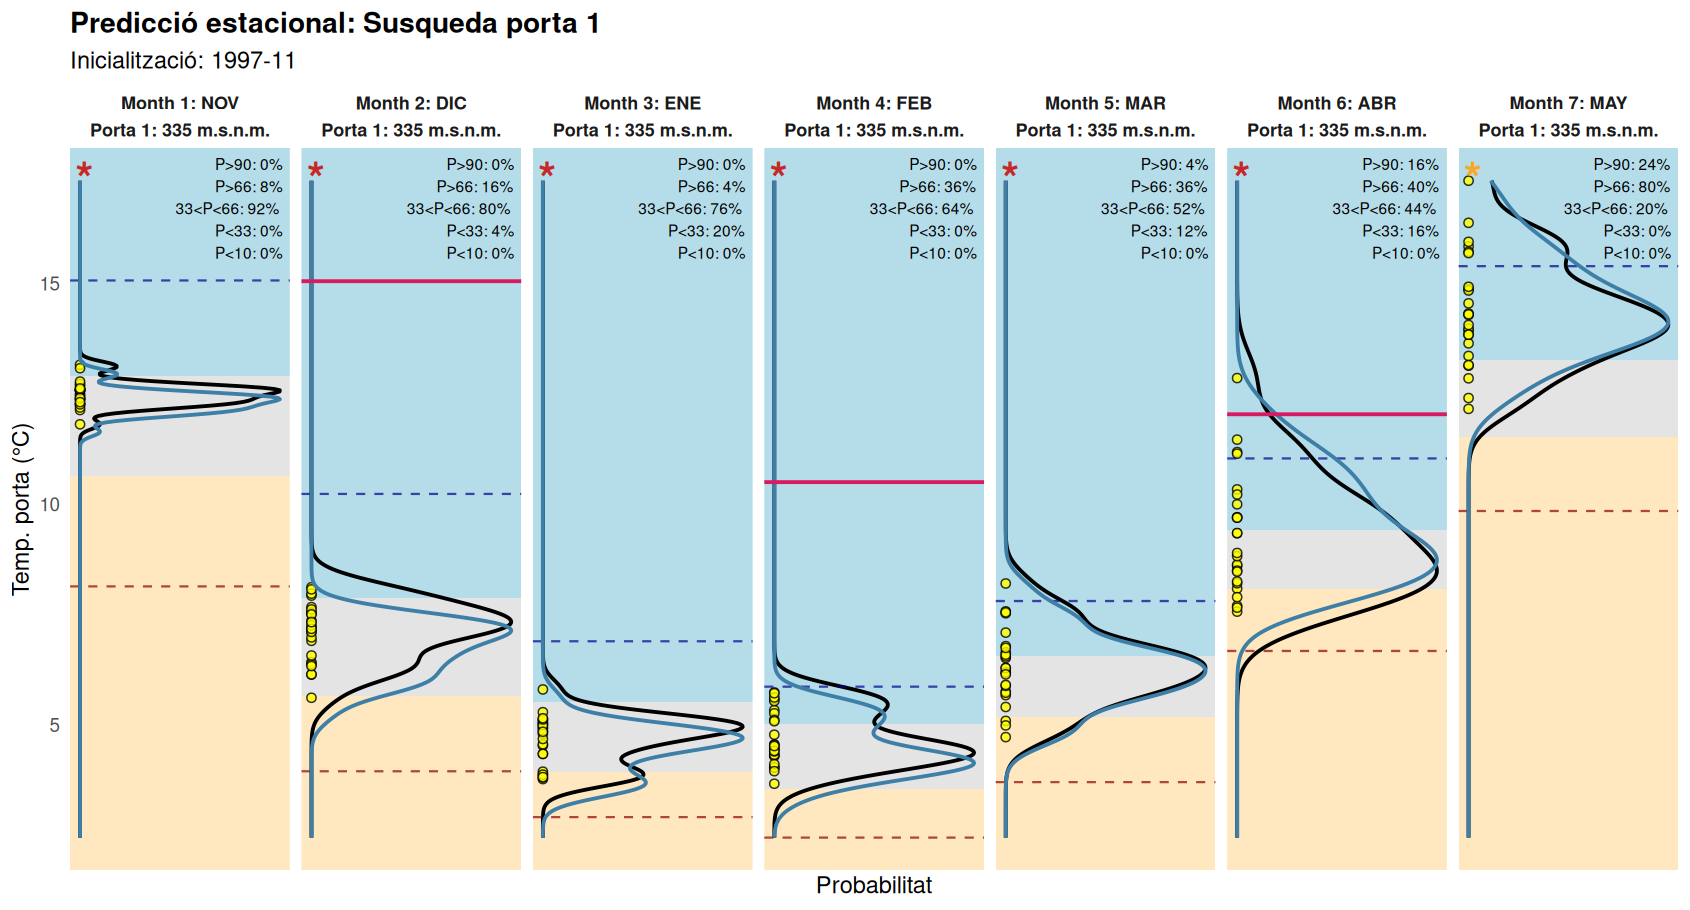 Predicció estacional: Susqueda porta 1
Inicialització: 1997-11
Month 1: NOV
Porta 1: 335 m.s.n.m.
Month 2: DIC
Porta 1: 335 m.s.n.m.
Month 3: ENE
Porta 1: 335 m.s.n.m.
Month 4: FEB
Porta 1: 335 m.s.n.m.
Month 5: MAR
Porta 1: 335 m.s.n.m.
Month 6: ABR
Porta 1: 335 m.s.n.m.
Month 7: MAY
Porta 1: 335 m.s.n.m.
*
P>90: 0%
P>66: 8%
33<P<66: 92%
P<33: 0%
P<10: 0%
*
P>90: 0%
P>66: 16%
33<P<66: 80%
P<33: 4%
P<10: 0%
*
P>90: 0%
P>66: 4%
33<P<66: 76%
P<33: 20%
P<10: 0%
*
P>90: 0%
P>66: 36%
33<P<66: 64%
P<33: 0%
P<10: 0%
*
P>90: 4%
P>66: 36%
33<P<66: 52%
P<33: 12%
P<10: 0%
*
P>90: 16%
P>66: 40%
33<P<66: 44%
P<33: 16%
P<10: 0%
*
P>90: 24%
P>66: 80%
33<P<66: 20%
P<33: 0%
P<10: 0%
15
10
5
Temp. porta (°C)
Probabilitat